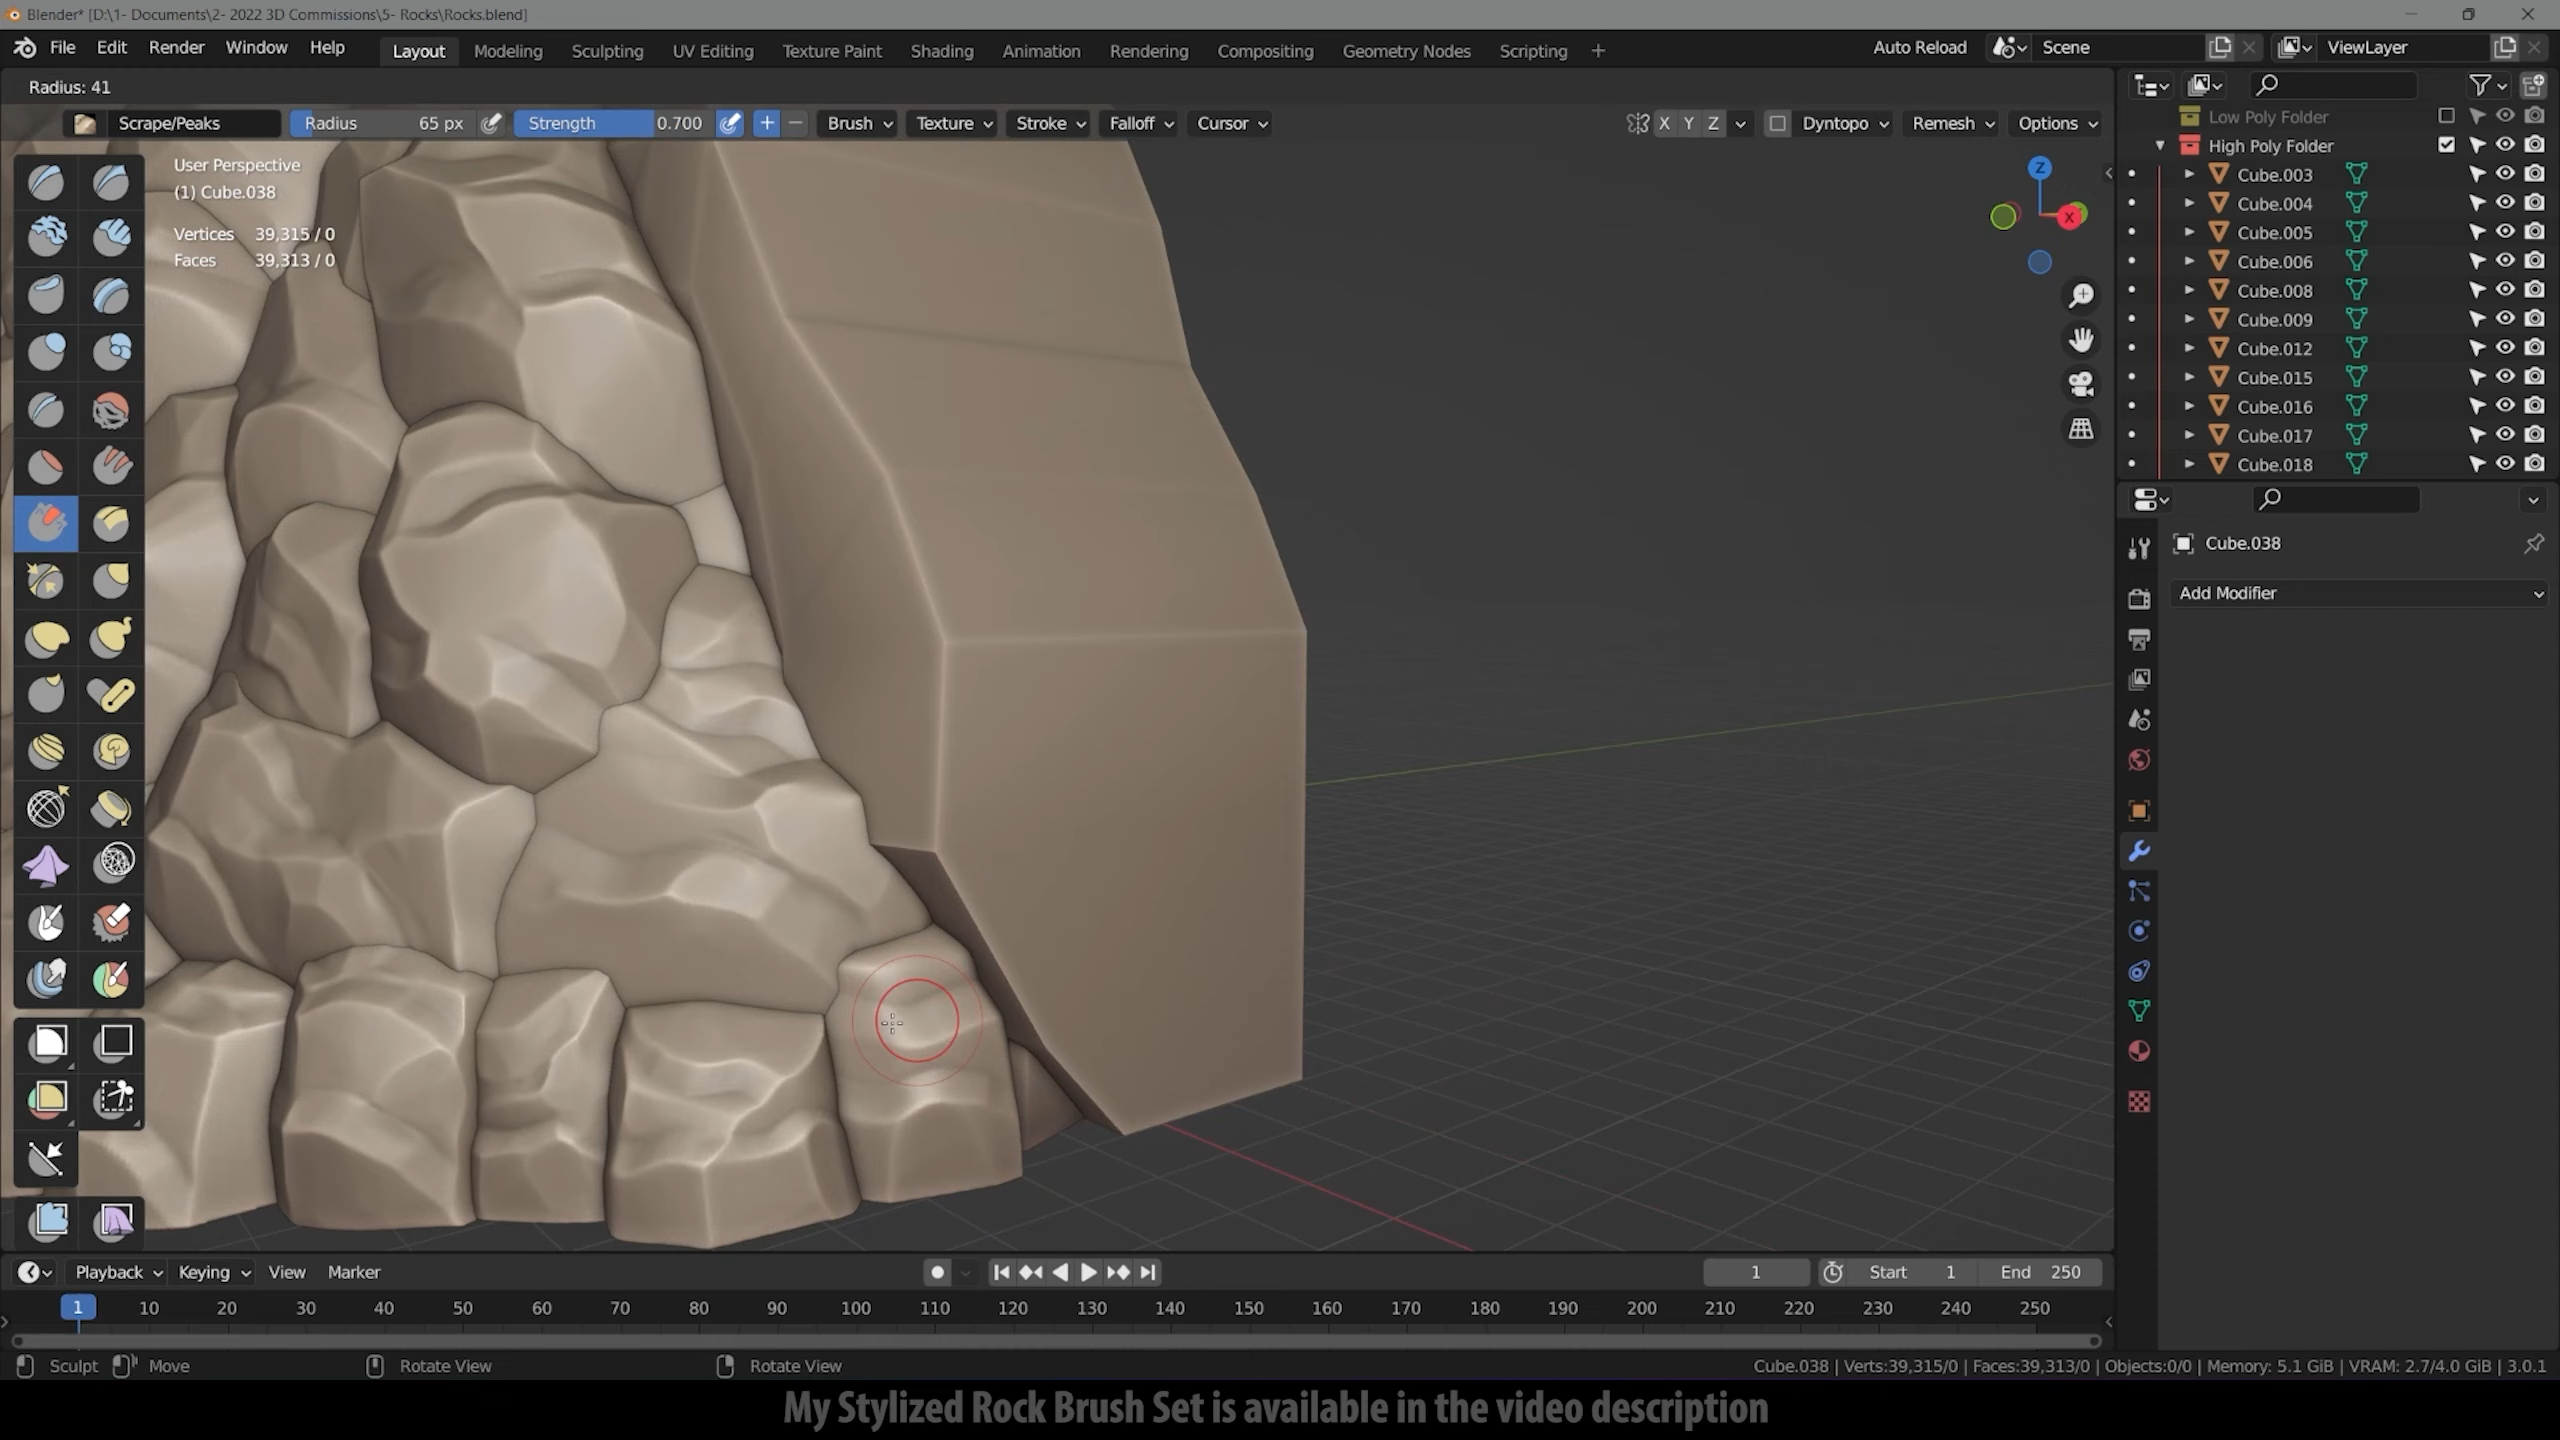 Blender* [D:\1- Documents\2- 2022 3D Commissions\5- Rocks\Rocks.blend]
File Edit Render Window Help Layout Modeling Sculpting UV Editing Texture Paint Shading Animation Rendering Compositing Geometry Nodes Scripting + Auto Reload Scene ViewLayer
Radius: 41
Scrape/Peaks Radius 65 px Strength 0.700 Brush Texture Stroke Falloff Cursor X Y Z Dyntopo Remesh Options
User Perspective
(1) Cube.038
Vertices 39,315 / 0
Faces 39,313 / 0
Z
X
Low Poly Folder
High Poly Folder
Cube.003
Cube.004
Cube.005
Cube.006
Cube.008
Cube.009
Cube.012
Cube.015
Cube.016
Cube.017
Cube.018
Cube.038
Add Modifier
Playback Keying View Marker 1 Start 1 End 250
1 10 20 30 40 50 60 70 80 90 100 110 120 130 140 150 160 170 180 190 200 210 220 230 240 250
Sculpt Move Rotate View Rotate View Cube.038 | Verts:39,315/0 | Faces:39,313/0 | Objects:0/0 | Memory: 5.1 GiB | VRAM: 2.7/4.0 GiB | 3.0.1
My Stylized Rock Brush Set is available in the video description